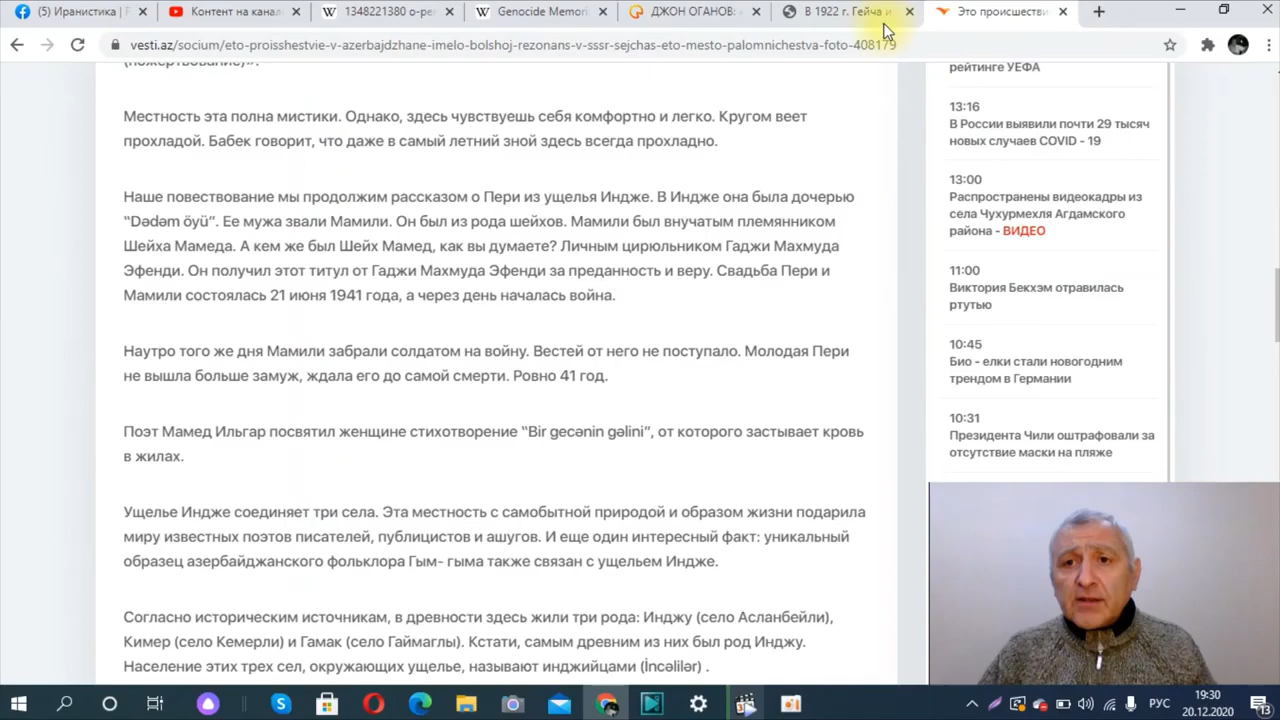 (5) Иранистика |
Контент на канал
1348221380 о-рe
Genocide Memori
ДЖОН ОГАНОВ:
В 1922 г. Гейча и
Это происшестви
vesti.az/socium/eto-proisshestvie-v-azerbajdzhane-imelo-bolshoj-rezonans-v-sssr-sejchas-eto-mesto-palomnichestva-foto-408179
(пожертвование)».
Местность эта полна мистики. Однако, здесь чувствуешь себя комфортно и легко. Кругом веет
прохладой. Бабек говорит, что даже в самый летний зной здесь всегда прохладно.
Наше повествование мы продолжим рассказом о Пери из ущелья Индже. В Индже она была дочерью
“Dədəm öyü”. Ее мужа звали Мамили. Он был из рода шейхов. Мамили был внучатым племянником
Шейха Мамеда. А кем же был Шейх Мамед, как вы думаете? Личным цирюльником Гаджи Махмуда
Эфенди. Он получил этот титул от Гаджи Махмуда Эфенди за преданность и веру. Свадьба Пери и
Мамили состоялась 21 июня 1941 года, а через день началась война.
Наутро того же дня Мамили забрали солдатом на войну. Вестей от него не поступало. Молодая Пери
не вышла больше замуж, ждала его до самой смерти. Ровно 41 год.
Поэт Мамед Ильгар посвятил женщине стихотворение “Bir gecənin gəlini”, от которого застывает кровь
в жилах.
Ущелье Индже соединяет три села. Эта местность с самобытной природой и образом жизни подарила
миру известных поэтов писателей, публицистов и ашугов. И еще один интересный факт: уникальный
образец азербайджанского фольклора Гым- гыма также связан с ущельем Индже.
Согласно историческим источникам, в древности здесь жили три рода: Инджу (село Асланбейли),
Кимер (село Кемерли) и Гамак (село Гаймаглы). Кстати, самым древним из них был род Инджу.
Население этих трех сел, окружающих ущелье, называют инджийцами (İncəlilər) .
рейтинге УЕФА
13:16
В России выявили почти 29 тысяч
новых случаев COVID - 19
13:00
Распространены видеокадры из
села Чухурмехля Агдамского
района - ВИДЕО
11:00
Виктория Бекхэм отравилась
ртутью
10:45
Био - елки стали новогодним
трендом в Германии
10:31
Президента Чили оштрафовали за
отсутствие маски на пляже
РУС
19:30
20.12.2020
13